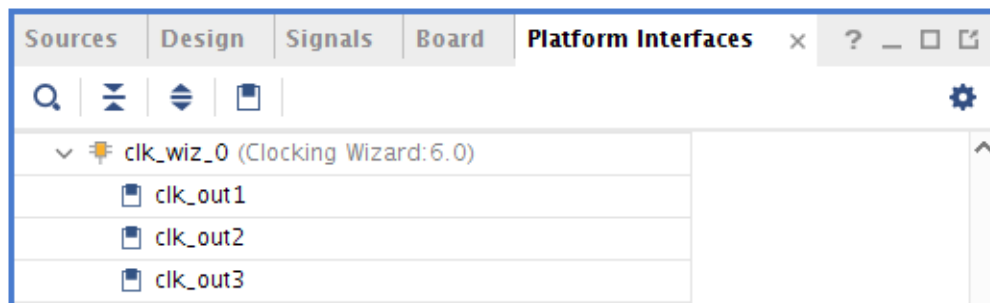 Sources Design Signals Board Platform Interfaces × ?
clk_wiz_0 (Clocking Wizard:6.0)
clk_out1
clk_out2
clk_out3